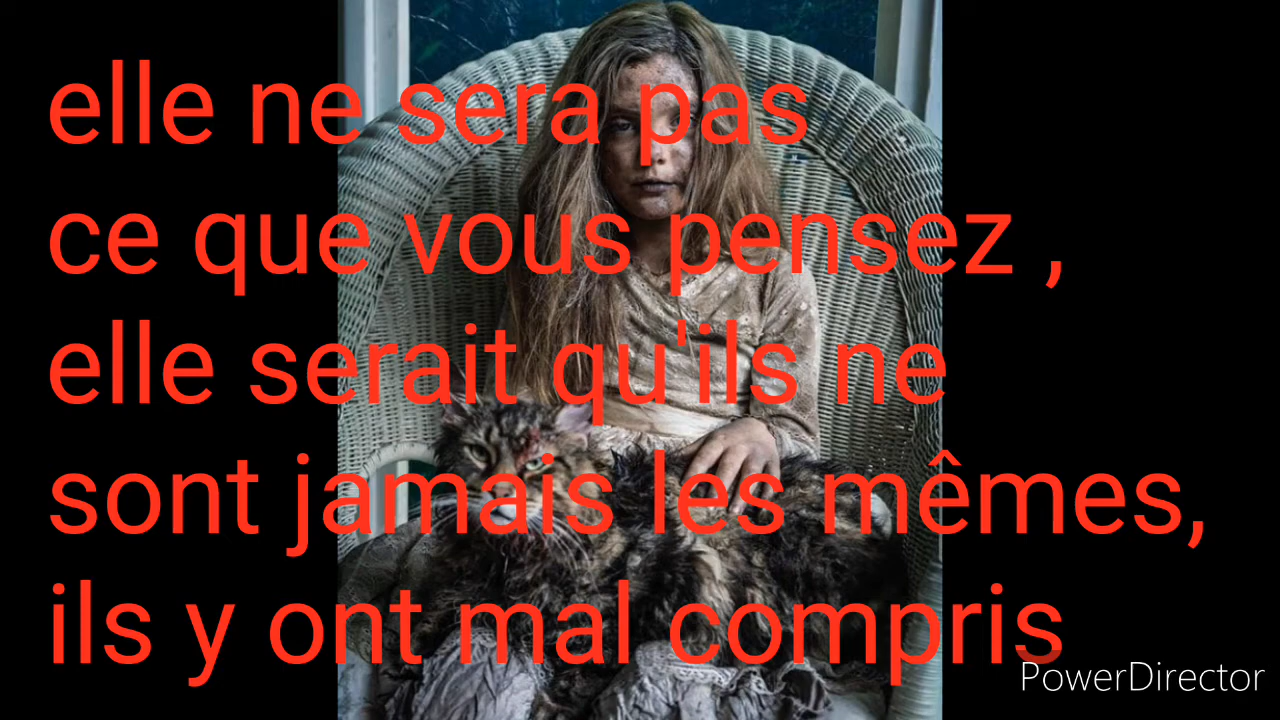 elle ne sera pas
ce que vous pensez ,
elle serait qu'ils ne
sont jamais les mêmes,
ils y ont mal compris
PowerDirector